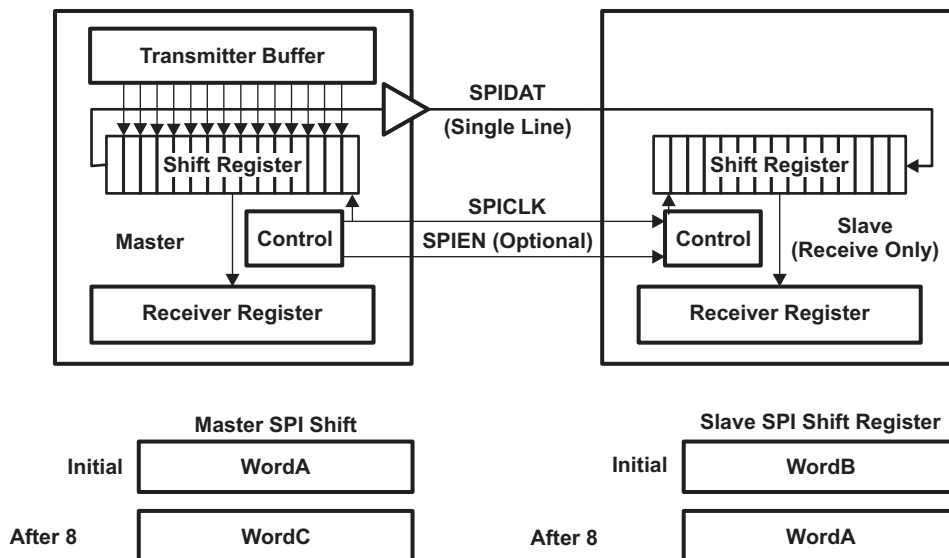 Transmitter Buffer
SPIDAT
(Single Line)
Shift Register
Shift Register
SPICLK
Master
Control
SPIEN (Optional)
Control
Slave
(Receive Only)
Receiver Register
Receiver Register
Master SPI Shift
Slave SPI Shift Register
Initial
WordA
Initial
WordB
After 8
WordC
After 8
WordA